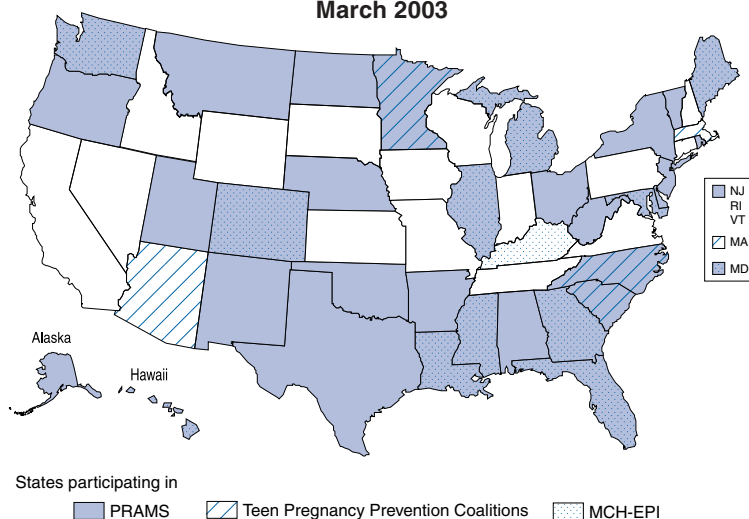 March 2003
NJ
RI
VT
MA
MD
Alaska
Hawaii
States participating in
PRAMS
Teen Pregnancy Prevention Coalitions
MCH-EPI